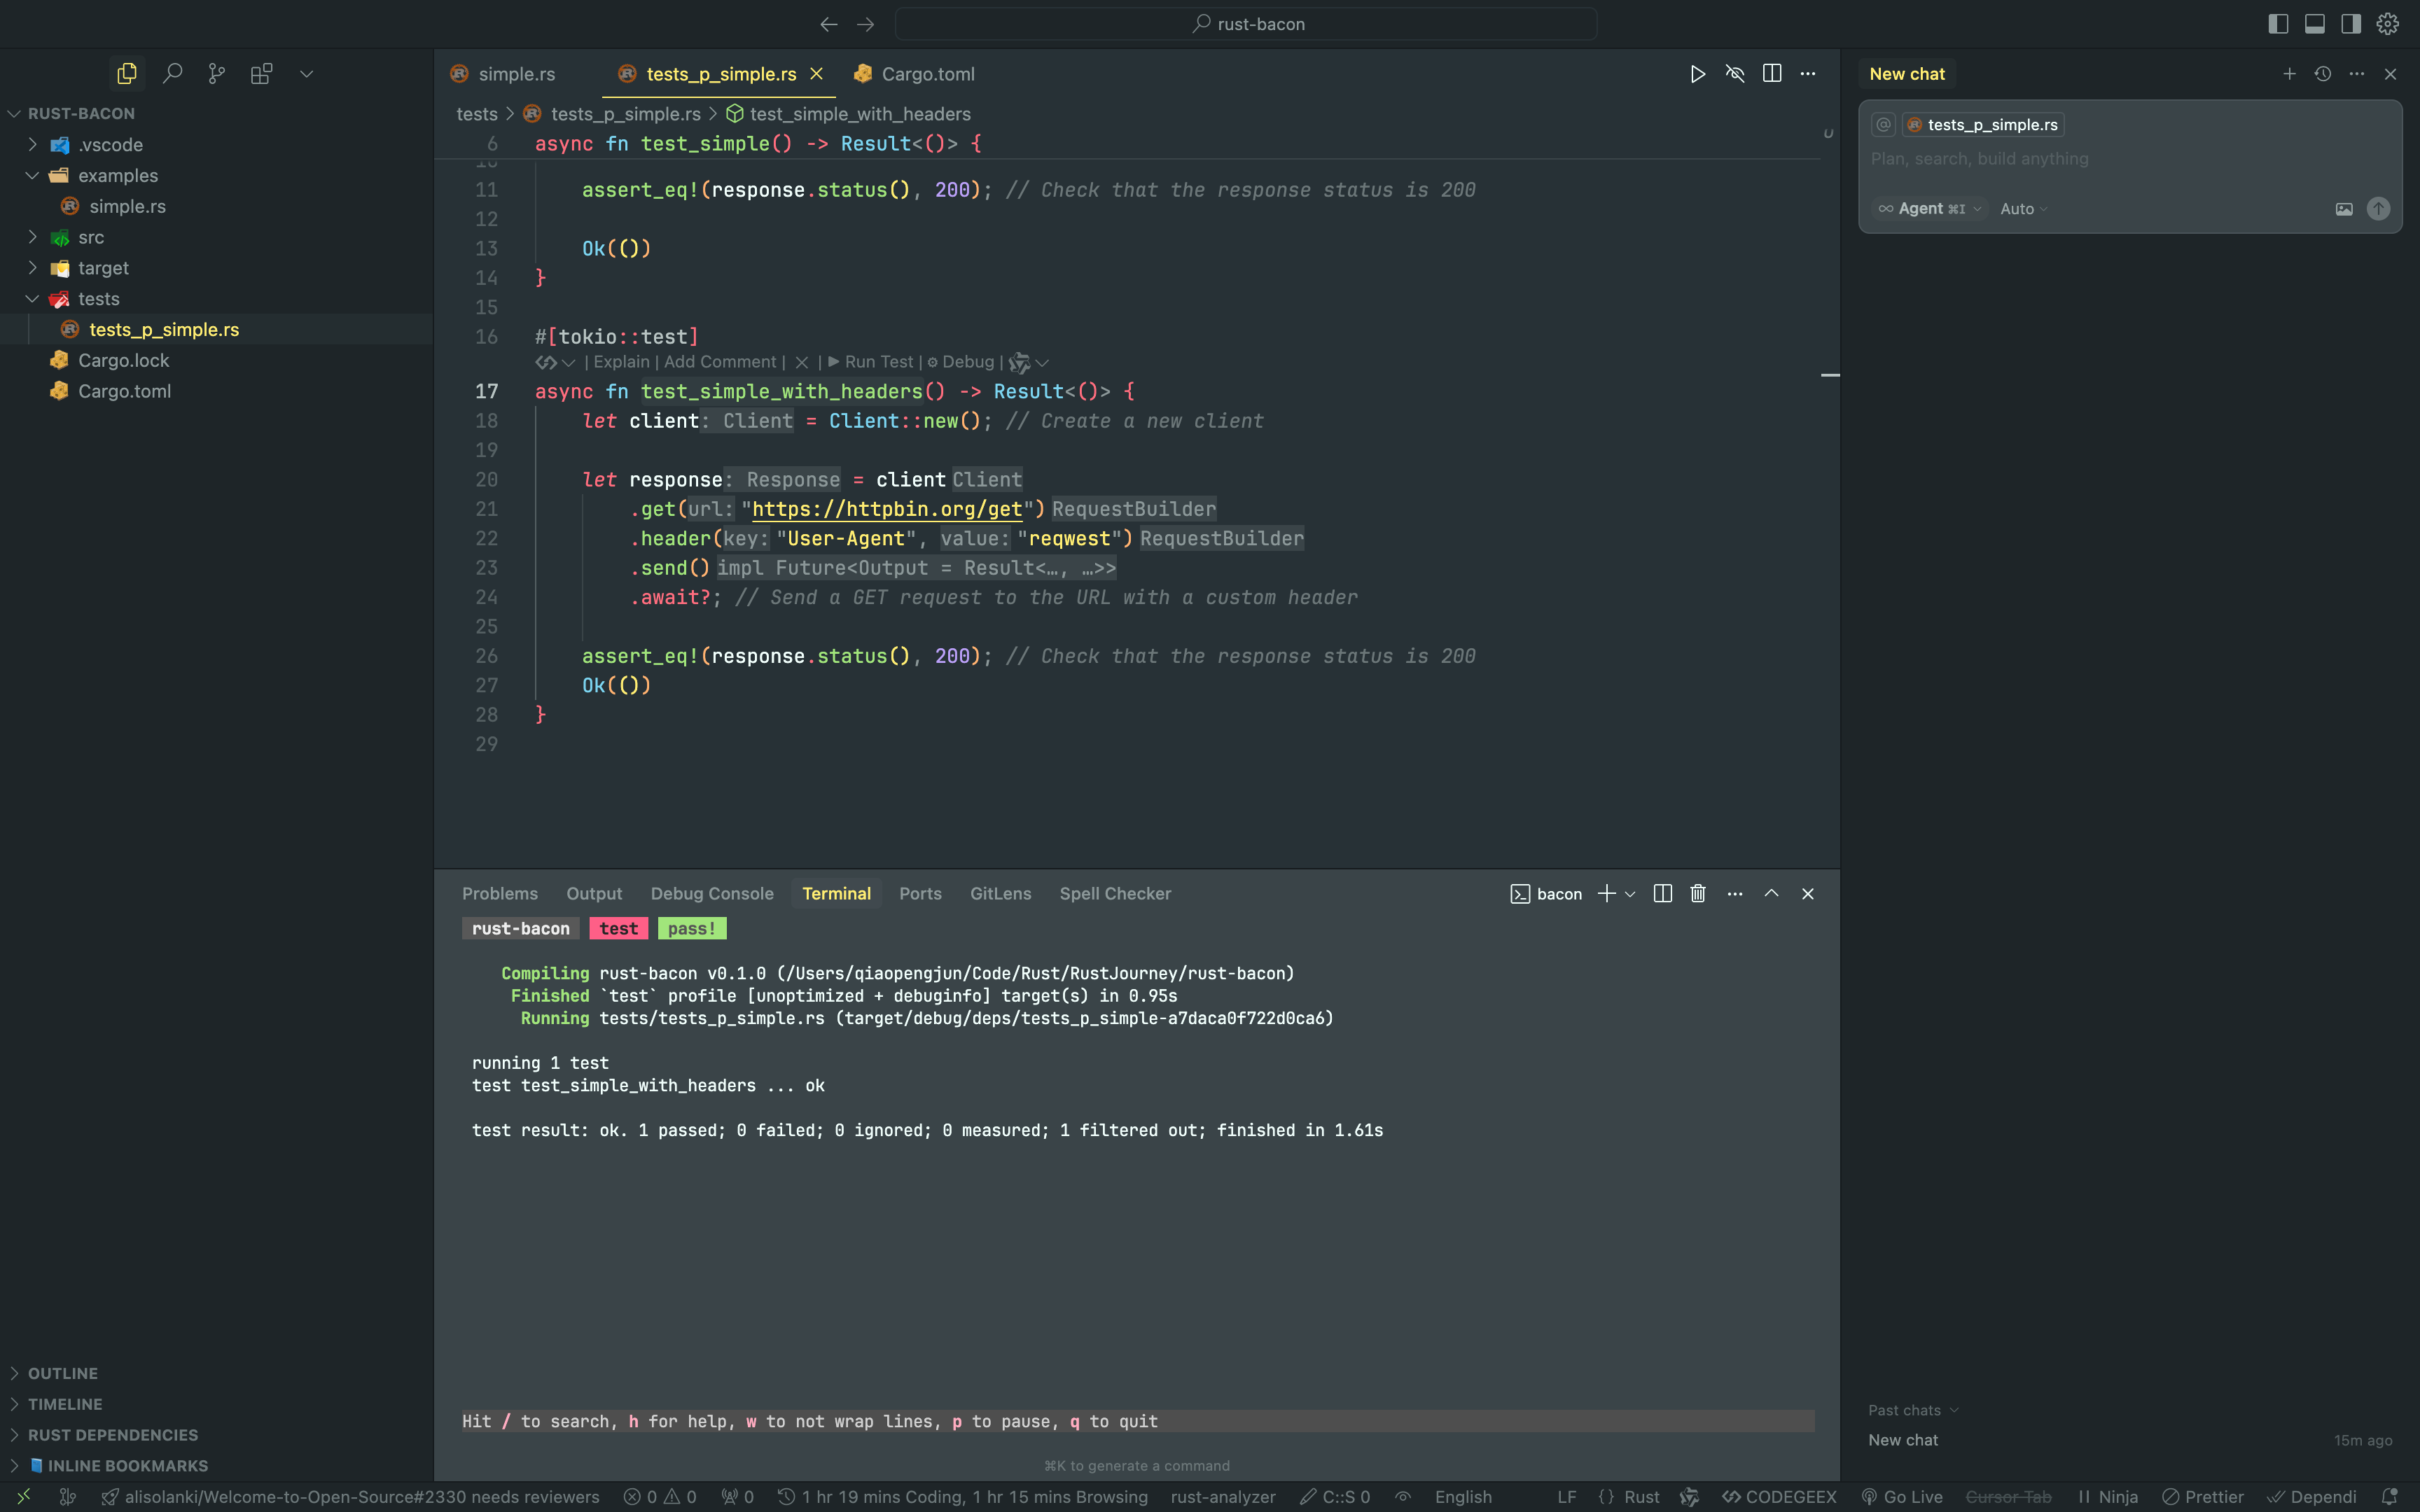 rust-bacon
RUST-BACON
.vscode
examples
simple.rs
src
target
tests
tests_p_simple.rs
Cargo.lock
Cargo.toml
OUTLINE
TIMELINE
RUST DEPENDENCIES
INLINE BOOKMARKS
simple.rs
tests_p_simple.rs
Cargo.toml
tests > tests_p_simple.rs > test_simple_with_headers
6 async fn test_simple() -> Result<()> {
11 assert_eq!(response.status(), 200); // Check that the response status is 200
12
13 Ok(())
14 }
15
16 #[tokio::test]
| Explain | Add Comment | × | ▶ Run Test | ⚙ Debug |
17 async fn test_simple_with_headers() -> Result<()> {
18 let client: Client = Client::new(); // Create a new client
19
20 let response: Response = client Client
21 .get(url: "https://httpbin.org/get") RequestBuilder
22 .header(key: "User-Agent", value: "reqwest") RequestBuilder
23 .send() impl Future<Output = Result<…, …>>
24 .await?; // Send a GET request to the URL with a custom header
25
26 assert_eq!(response.status(), 200); // Check that the response status is 200
27 Ok(())
28 }
29
Problems Output Debug Console Terminal Ports GitLens Spell Checker
bacon
rust-bacon test pass!
Compiling rust-bacon v0.1.0 (/Users/qiaopengjun/Code/Rust/RustJourney/rust-bacon)
Finished `test` profile [unoptimized + debuginfo] target(s) in 0.95s
Running tests/tests_p_simple.rs (target/debug/deps/tests_p_simple-a7daca0f722d0ca6)
running 1 test
test test_simple_with_headers ... ok
test result: ok. 1 passed; 0 failed; 0 ignored; 0 measured; 1 filtered out; finished in 1.61s
Hit / to search, h for help, w to not wrap lines, p to pause, q to quit
⌘K to generate a command
New chat
@ tests_p_simple.rs
Plan, search, build anything
∞ Agent ⌘I Auto
Past chats
New chat 15m ago
alisolanki/Welcome-to-Open-Source#2330 needs reviewers 0 0 0 1 hr 19 mins Coding, 1 hr 15 mins Browsing rust-analyzer C::S 0 English LF {} Rust CODEGEEX Go Live Cursor Tab Ninja Prettier Dependi